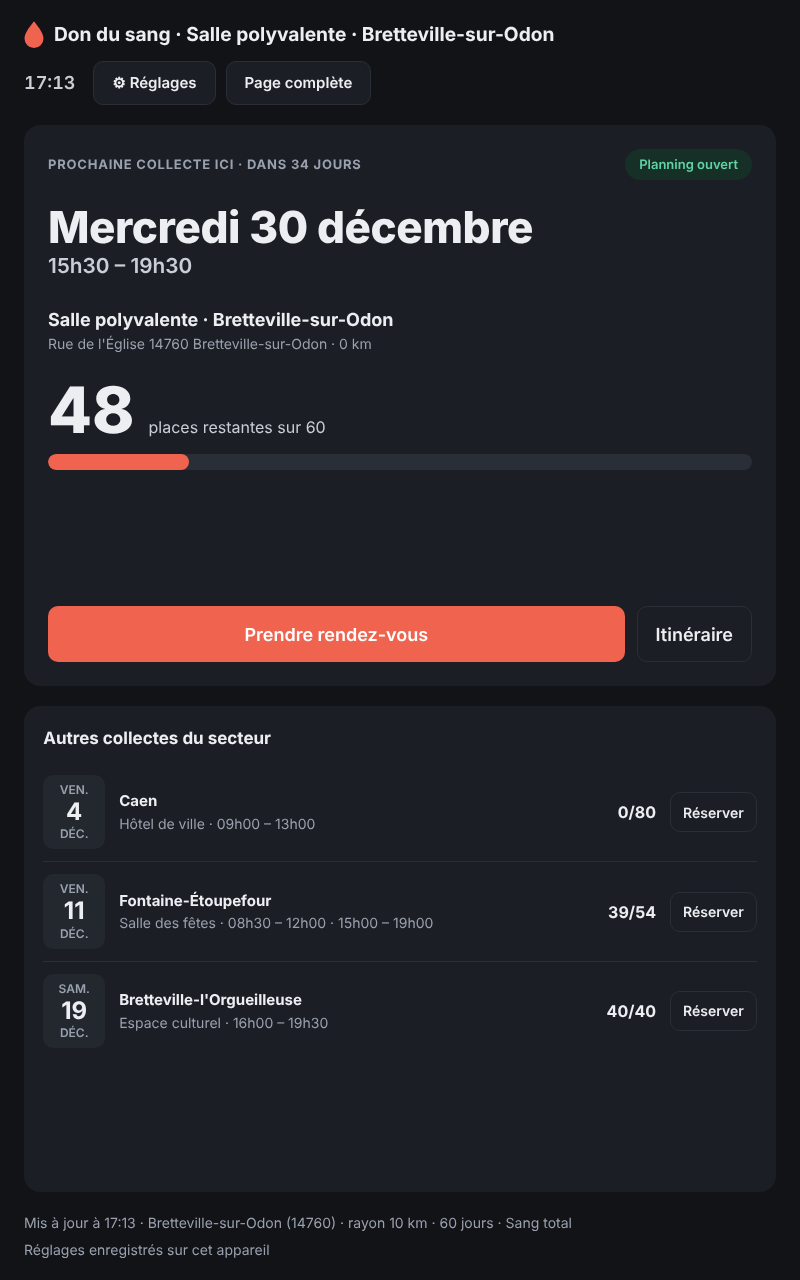 Don du sang · Salle polyvalente · Bretteville-sur-Odon
17:13
⚙ Réglages
Page complète
PROCHAINE COLLECTE ICI · DANS 34 JOURS
Planning ouvert
Mercredi 30 décembre
15h30 – 19h30
Salle polyvalente · Bretteville-sur-Odon
Rue de l'Église 14760 Bretteville-sur-Odon · 0 km
48 places restantes sur 60
Prendre rendez-vous
Itinéraire
Autres collectes du secteur
VEN.
4
DÉC.
Caen
Hôtel de ville · 09h00 – 13h00
0/80
Réserver
VEN.
11
DÉC.
Fontaine-Étoupefour
Salle des fêtes · 08h30 – 12h00 · 15h00 – 19h00
39/54
Réserver
SAM.
19
DÉC.
Bretteville-l'Orgueilleuse
Espace culturel · 16h00 – 19h30
40/40
Réserver
Mis à jour à 17:13 · Bretteville-sur-Odon (14760) · rayon 10 km · 60 jours · Sang total
Réglages enregistrés sur cet appareil